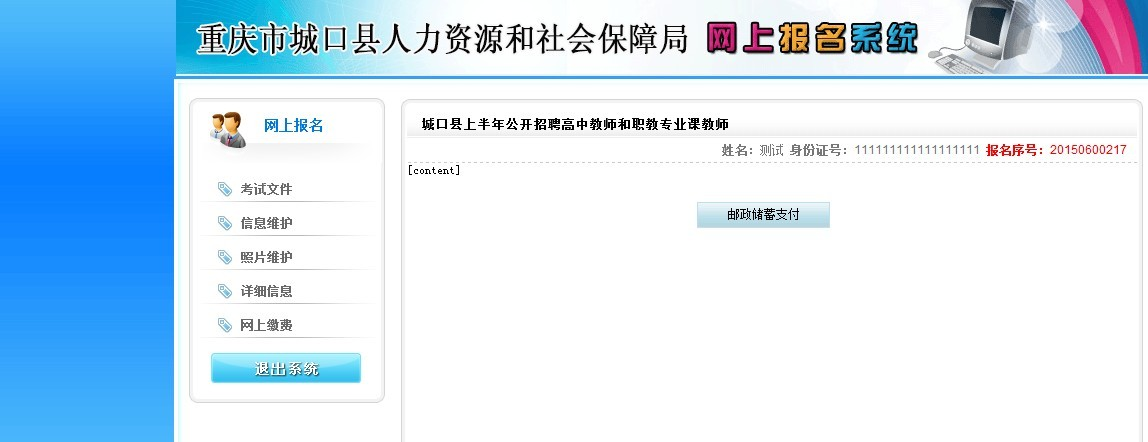 重庆市城口县人力资源和社会保障局 网上报名系统
网上报名
考试文件
信息维护
照片维护
详细信息
网上缴费
退出系统
城口县上半年公开招聘高中教师和职教专业课教师
姓名：测试 身份证号：111111111111111111 报名序号：20150600217
[content]
邮政储蓄支付